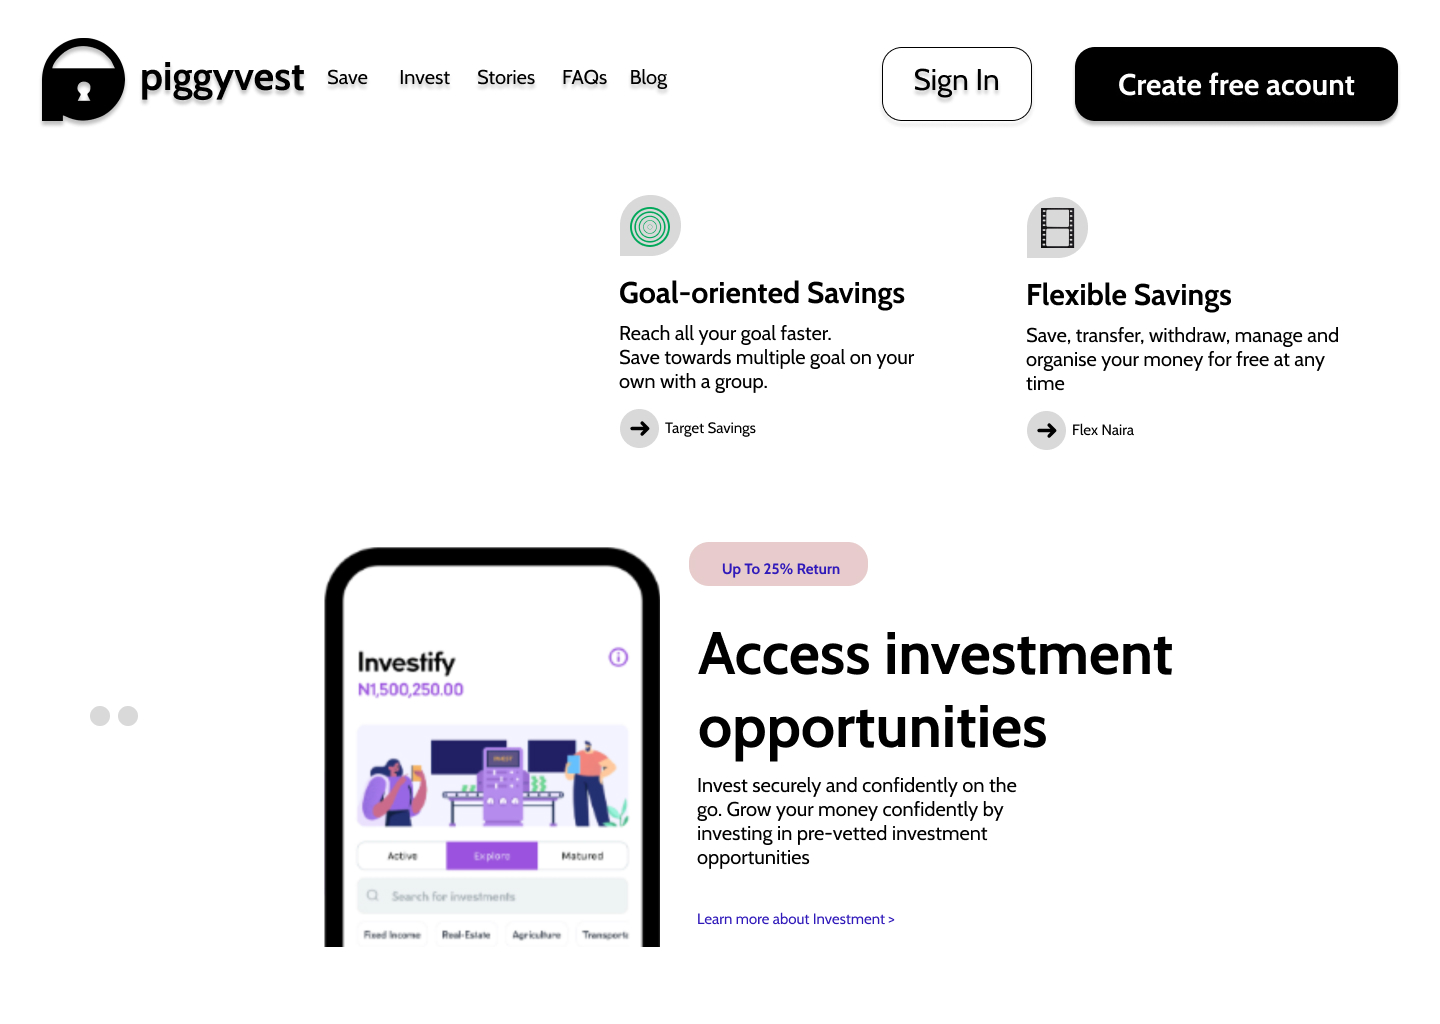 piggyvest
Save
Invest
Stories
FAQs
Blog
Sign In
Create free acount
Goal-oriented Savings
Reach all your goal faster.
Save towards multiple goal on your
own with a group.
Target Savings
Flexible Savings
Save, transfer, withdraw, manage and
organise your money for free at any
time
Flex Naira
Investify
N1,500,250.00
INVEST
Active
Explore
Matured
Search for investments
Fixed Income
Real-Estate
Agriculture
Up To 25% Return
Access investment
opportunities
Invest securely and confidently on the
go. Grow your money confidently by
investing in pre-vetted investment
opportunities
Learn more about Investment >